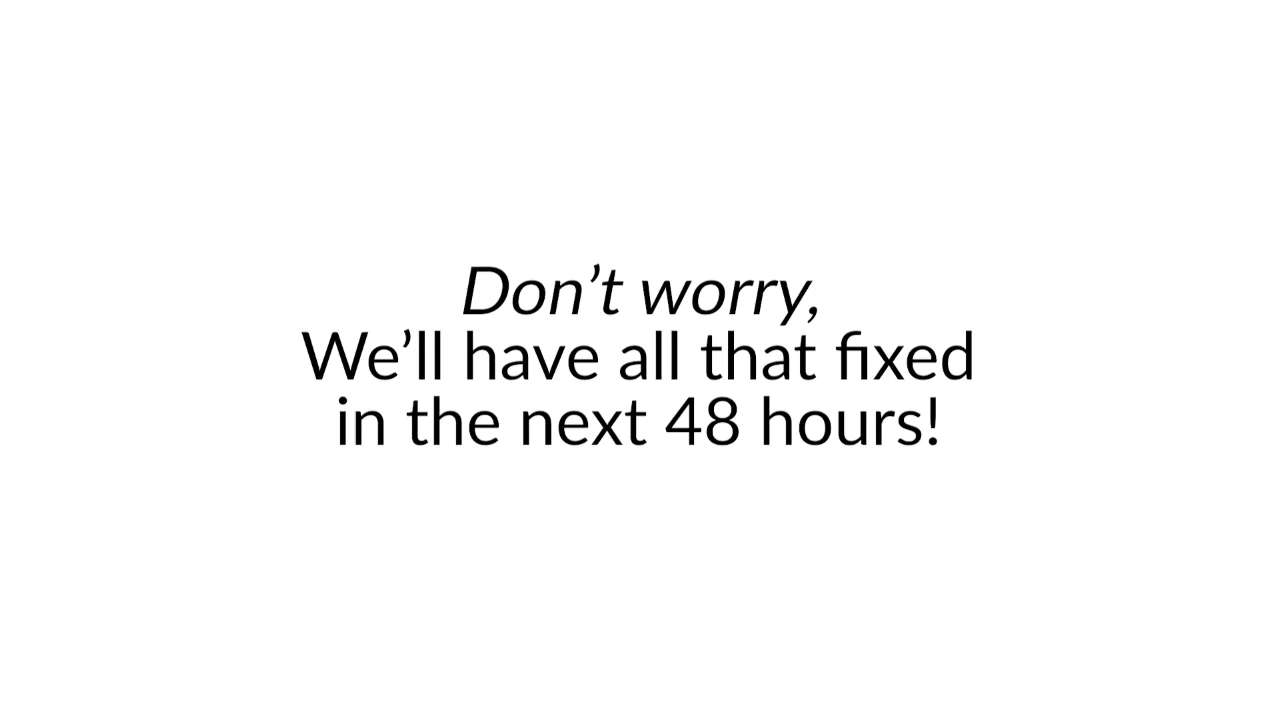 Don’t worry,
We’ll have all that fixed
in the next 48 hours!